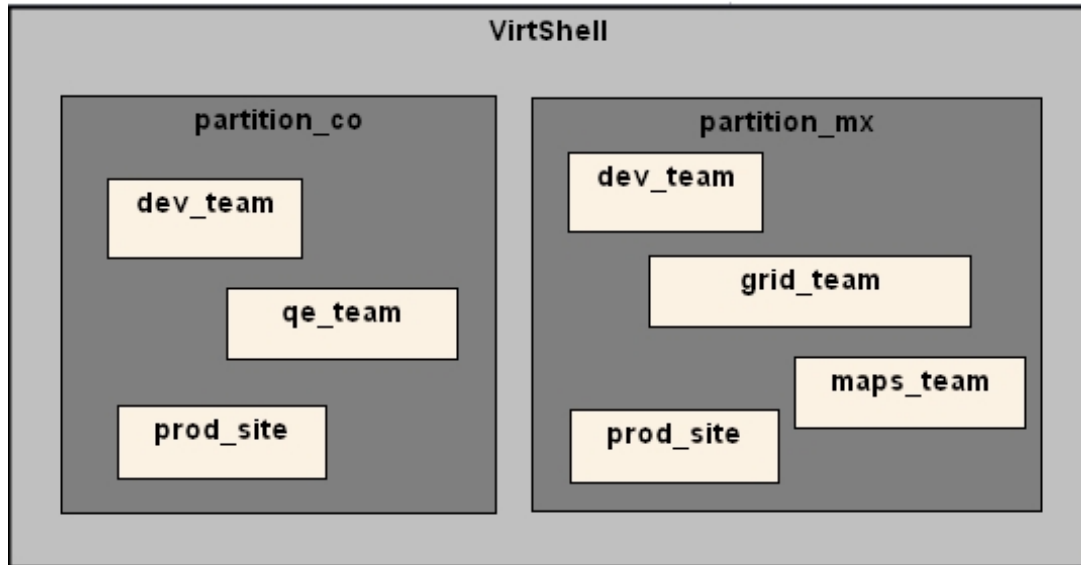 VirtShell
partition_co
dev_team
qe_team
prod_site
partition_mx
dev_team
grid_team
maps_team
prod_site